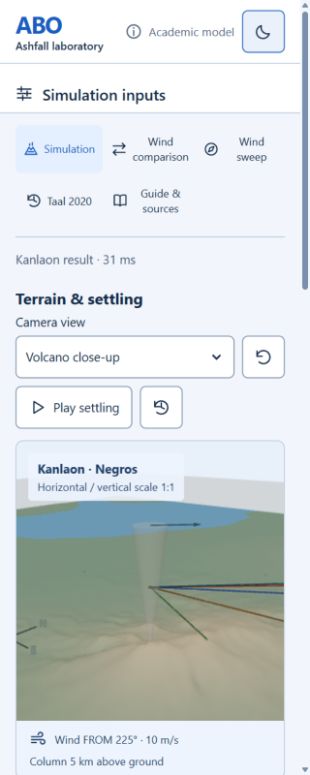 ABO
Ashfall laboratory
Academic model
Simulation inputs
Simulation
Wind
comparison
Wind
sweep
Taal 2020
Guide &
sources
Kanlaon result · 31 ms
Terrain & settling
Camera view
Volcano close-up
Play settling
Kanlaon · Negros
Horizontal / vertical scale 1:1
N
E
Wind FROM 225° · 10 m/s
Column 5 km above ground